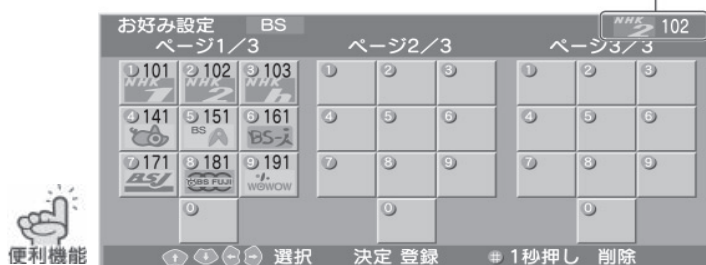 お好み設定 BS NHK 2 102
ページ1／3 ページ2／3 ページ3／3
① 101 ② 102 ③ 103 ① ② ③ ① ② ③
NHK 1 NHK 2 NHK h
④ 141 ⑤ 151 ⑥ 161 ④ ⑤ ⑥ ④ ⑤ ⑥
BS BS-i
⑦ 171 ⑧ 181 ⑨ 191 ⑦ ⑧ ⑨ ⑦ ⑧ ⑨
BSJ BS FUJI WOWOW
⓪ ⓪ ⓪
便利機能
↑ ↓ ← → 選択 決定 登録 # 1秒押し 削除